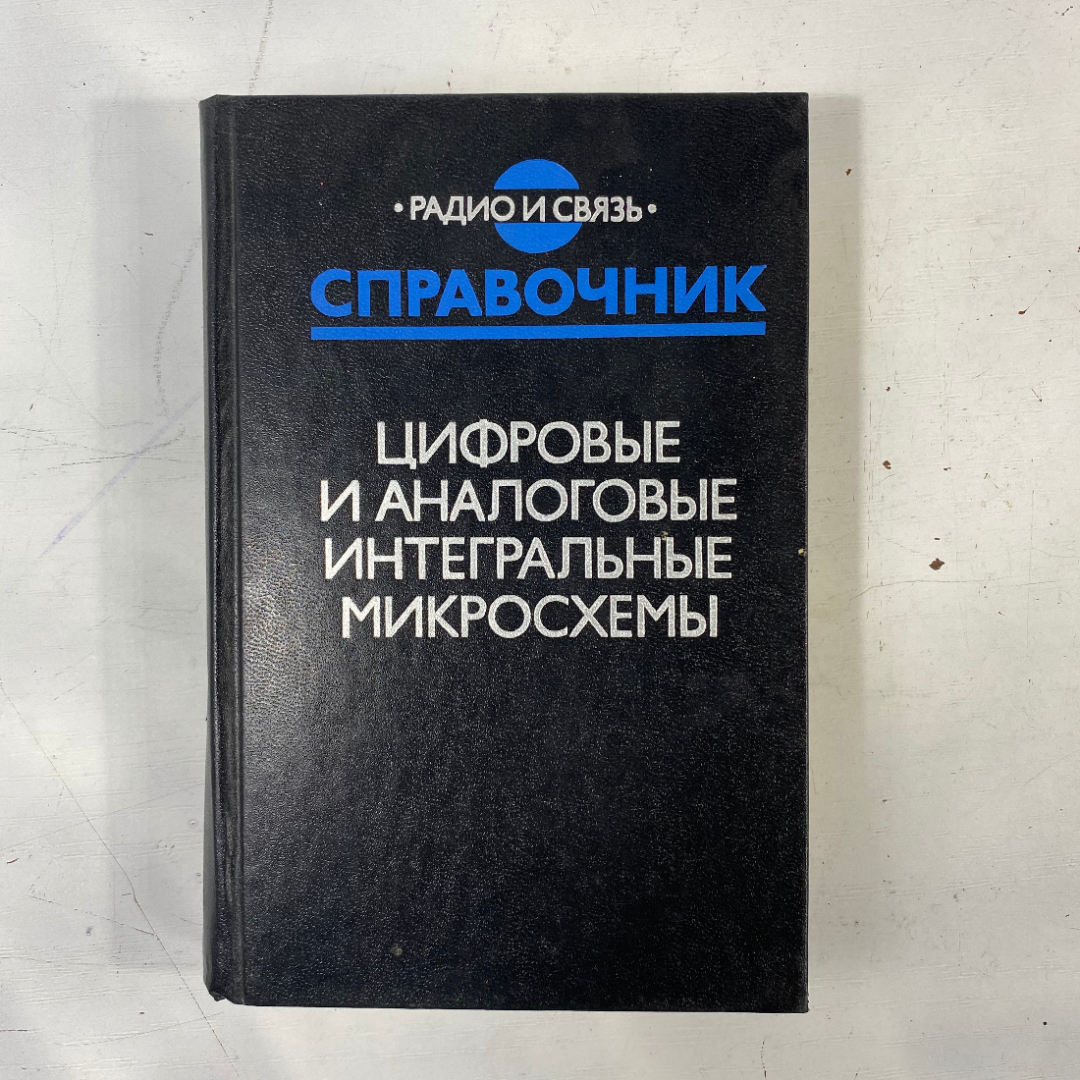 • РАДИО И СВЯЗЬ •
СПРАВОЧНИК
ЦИФРОВЫЕ
И АНАЛОГОВЫЕ
ИНТЕГРАЛЬНЫЕ
МИКРОСХЕМЫ